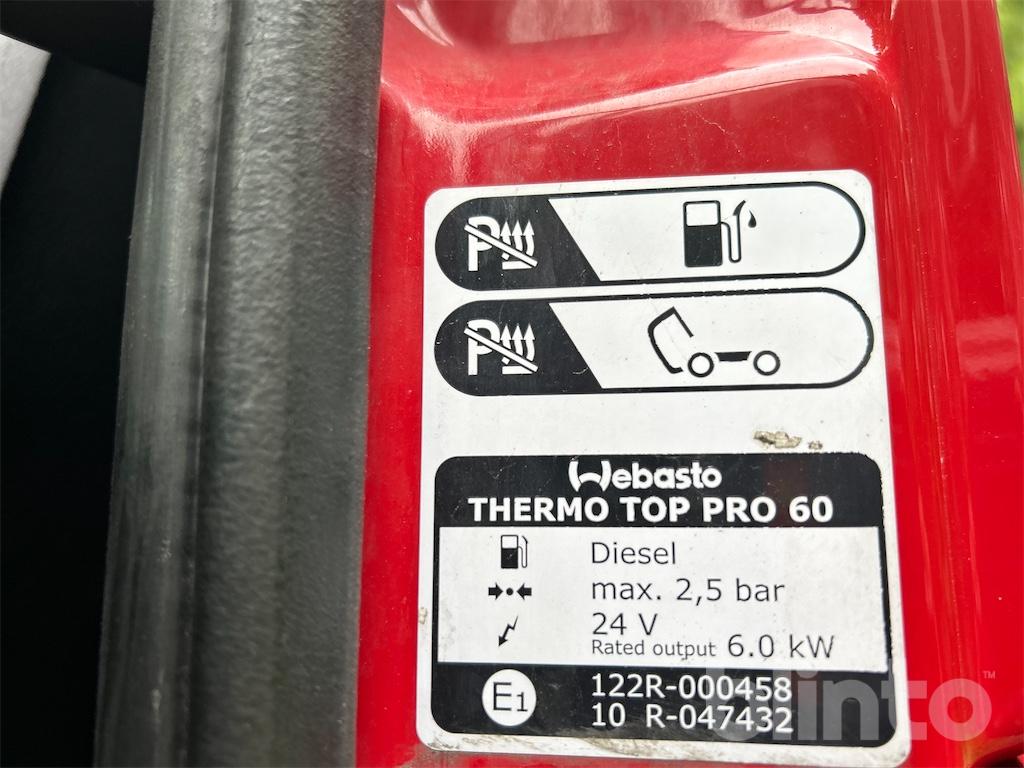 P
P
Webasto
THERMO TOP PRO 60
Diesel
max. 2,5 bar
24 V
Rated output 6.0 kW
E1
122R-000458
10 R-047432
blinto™